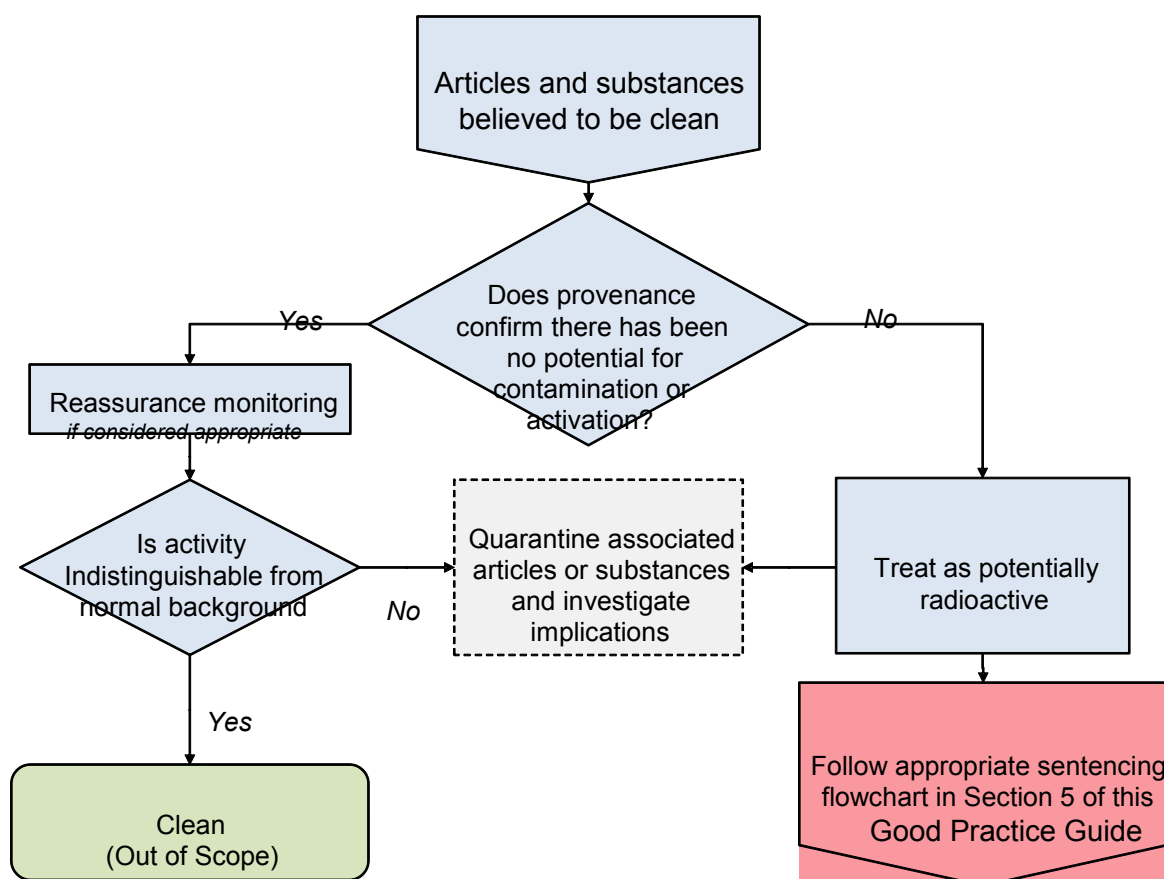 Articles and substances
believed to be clean
Does provenance
confirm there has been
no potential for
contamination or
activation?
Yes
No
Reassurance monitoring
if considered appropriate
Is activity
Indistinguishable from
normal background
No
Yes
Quarantine associated
articles or substances
and investigate
implications
Treat as potentially
radioactive
Clean
(Out of Scope)
Follow appropriate sentencing
flowchart in Section 5 of this
Good Practice Guide